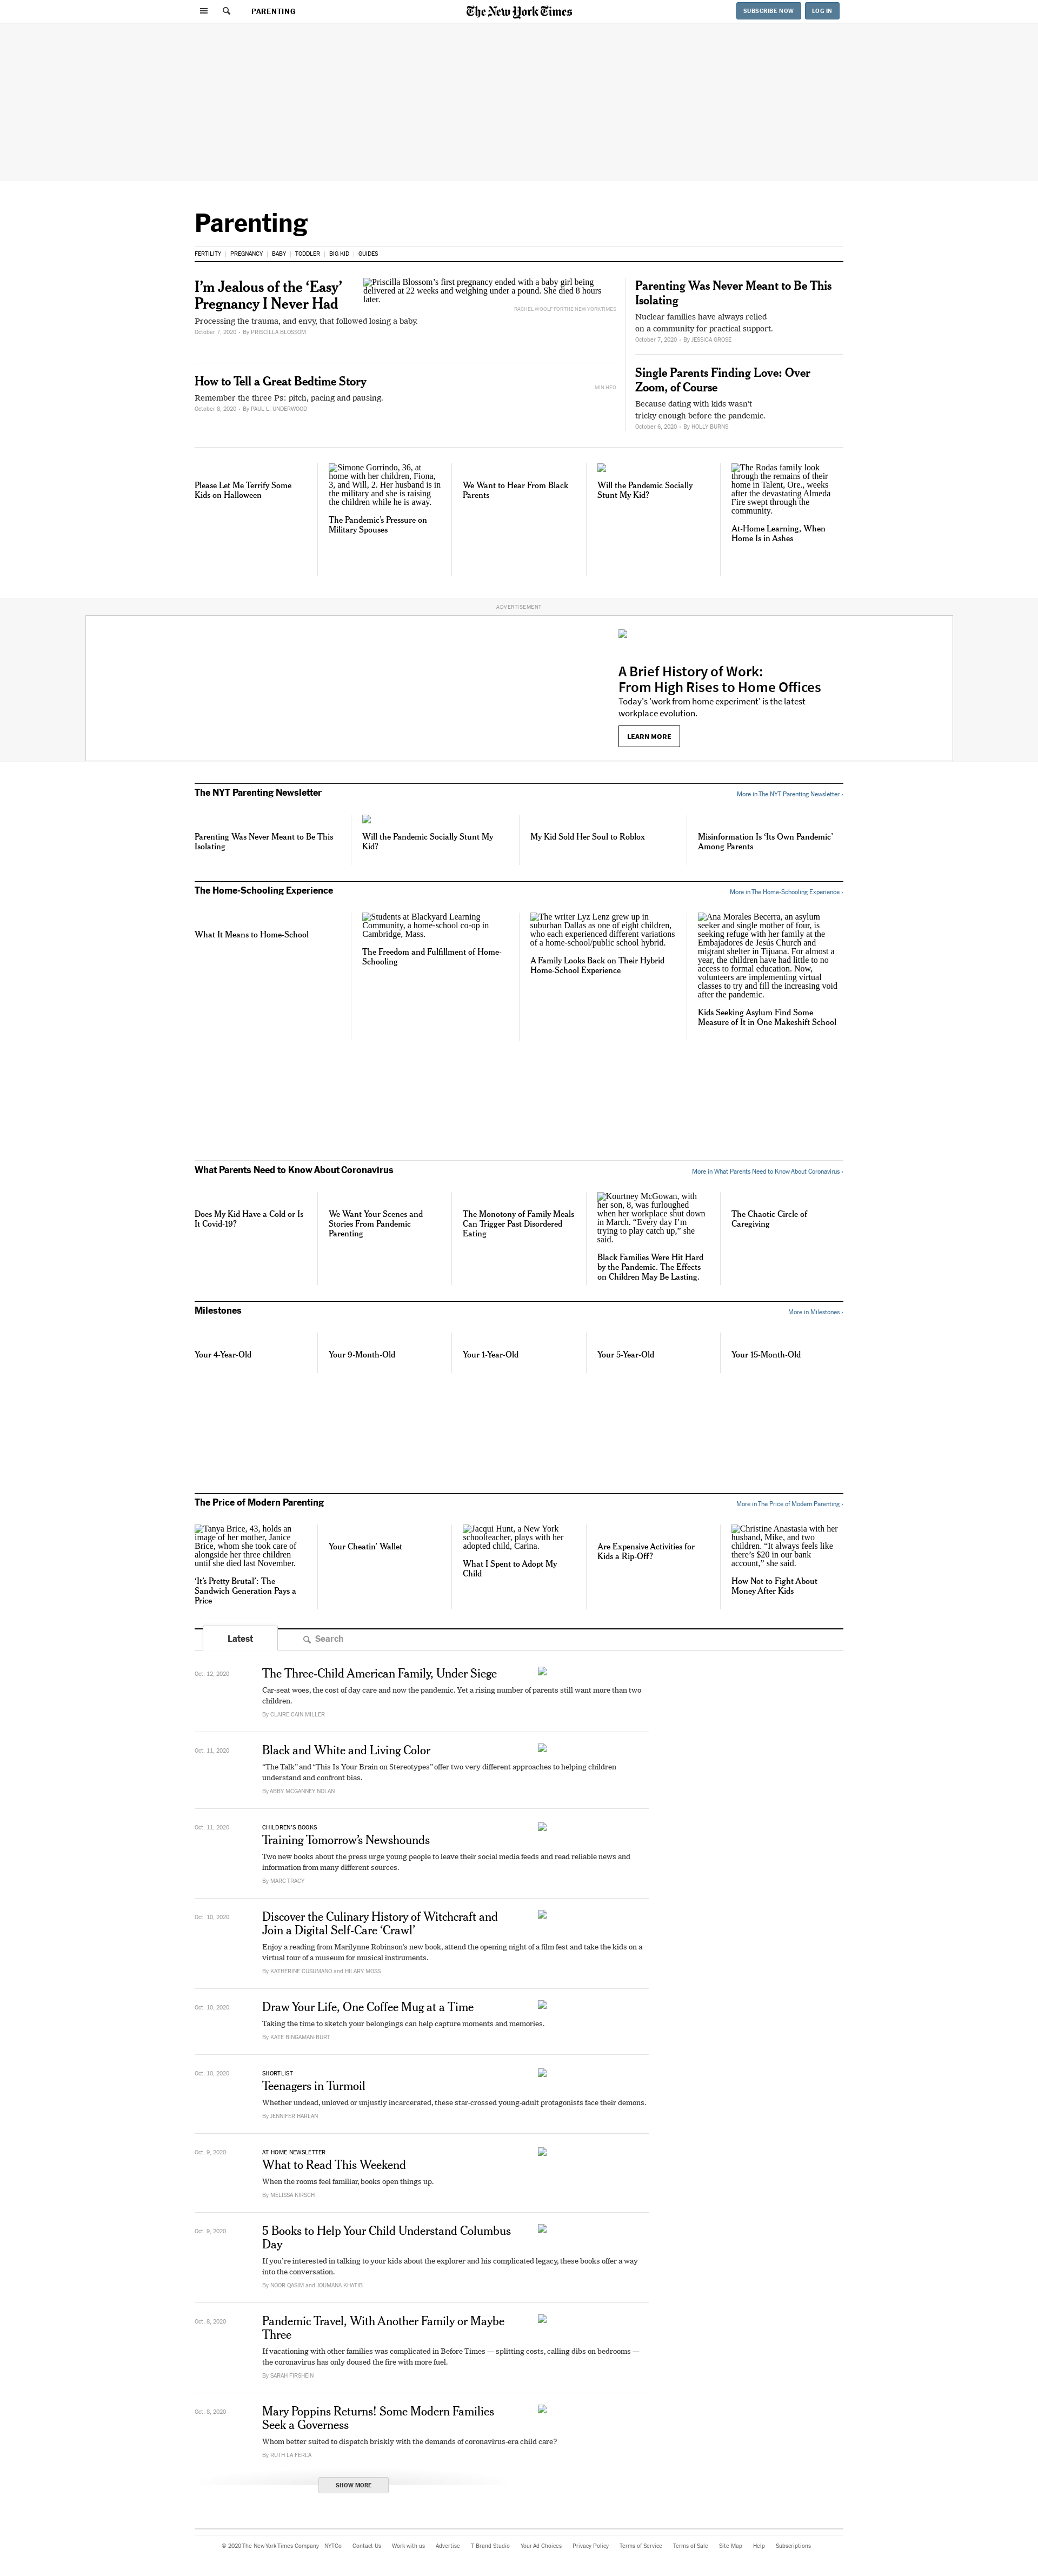 PARENTING
The New York Times
SUBSCRIBE NOW
LOG IN
Parenting
FERTILITY | PREGNANCY | BABY | TODDLER | BIG KID | GUIDES
I’m Jealous of the ‘Easy’
Pregnancy I Never Had
Processing the trauma, and envy, that followed losing a baby.
October 7, 2020 - By PRISCILLA BLOSSOM
Priscilla Blossom’s first pregnancy ended with a baby girl being
delivered at 22 weeks and weighing under a pound. She died 8 hours
later.
RACHEL WOOLF FOR THE NEW YORK TIMES
How to Tell a Great Bedtime Story
Remember the three Ps: pitch, pacing and pausing.
October 8, 2020 - By PAUL L. UNDERWOOD
MIN HEO
Parenting Was Never Meant to Be This
Isolating
Nuclear families have always relied
on a community for practical support.
October 7, 2020 - By JESSICA GROSE
Single Parents Finding Love: Over
Zoom, of Course
Because dating with kids wasn’t
tricky enough before the pandemic.
October 6, 2020 - By HOLLY BURNS
Please Let Me Terrify Some
Kids on Halloween
Simone Gorrindo, 36, at
home with her children, Fiona,
3, and Will, 2. Her husband is in
the military and she is raising
the children while he is away.
The Pandemic’s Pressure on
Military Spouses
We Want to Hear From Black
Parents
Will the Pandemic Socially
Stunt My Kid?
The Rodas family look
through the remains of their
home in Talent, Ore., weeks
after the devastating Almeda
Fire swept through the
community.
At-Home Learning, When
Home Is in Ashes
ADVERTISEMENT
A Brief History of Work:
From High Rises to Home Offices
Today's 'work from home experiment' is the latest
workplace evolution.
LEARN MORE
The NYT Parenting Newsletter
More in The NYT Parenting Newsletter ›
Parenting Was Never Meant to Be This
Isolating
Will the Pandemic Socially Stunt My
Kid?
My Kid Sold Her Soul to Roblox
Misinformation Is ‘Its Own Pandemic’
Among Parents
The Home-Schooling Experience
More in The Home-Schooling Experience ›
What It Means to Home-School
Students at Blackyard Learning
Community, a home-school co-op in
Cambridge, Mass.
The Freedom and Fulfillment of Home-
Schooling
The writer Lyz Lenz grew up in
suburban Dallas as one of eight children,
who each experienced different variations
of a home-school/public school hybrid.
A Family Looks Back on Their Hybrid
Home-School Experience
Ana Morales Becerra, an asylum
seeker and single mother of four, is
seeking refuge with her family at the
Embajadores de Jesús Church and
migrant shelter in Tijuana. For almost a
year, the children have had little to no
access to formal education. Now,
volunteers are implementing virtual
classes to try and fill the increasing void
after the pandemic.
Kids Seeking Asylum Find Some
Measure of It in One Makeshift School
What Parents Need to Know About Coronavirus
More in What Parents Need to Know About Coronavirus ›
Does My Kid Have a Cold or Is
It Covid-19?
We Want Your Scenes and
Stories From Pandemic
Parenting
The Monotony of Family Meals
Can Trigger Past Disordered
Eating
Kourtney McGowan, with
her son, 8, was furloughed
when her workplace shut down
in March. “Every day I’m
trying to play catch up,” she
said.
Black Families Were Hit Hard
by the Pandemic. The Effects
on Children May Be Lasting.
The Chaotic Circle of
Caregiving
Milestones
More in Milestones ›
Your 4-Year-Old
Your 9-Month-Old
Your 1-Year-Old
Your 5-Year-Old
Your 15-Month-Old
The Price of Modern Parenting
More in The Price of Modern Parenting ›
Tanya Brice, 43, holds an
image of her mother, Janice
Brice, whom she took care of
alongside her three children
until she died last November.
‘It’s Pretty Brutal’: The
Sandwich Generation Pays a
Price
Your Cheatin’ Wallet
Jacqui Hunt, a New York
schoolteacher, plays with her
adopted child, Carina.
What I Spent to Adopt My
Child
Are Expensive Activities for
Kids a Rip-Off?
Christine Anastasia with her
husband, Mike, and two
children. “It always feels like
there’s $20 in our bank
account,” she said.
How Not to Fight About
Money After Kids
Latest
Search
Oct. 12, 2020
The Three-Child American Family, Under Siege
Car-seat woes, the cost of day care and now the pandemic. Yet a rising number of parents still want more than two
children.
By CLAIRE CAIN MILLER
Oct. 11, 2020
Black and White and Living Color
“The Talk” and “This Is Your Brain on Stereotypes” offer two very different approaches to helping children
understand and confront bias.
By ABBY MCGANNEY NOLAN
Oct. 11, 2020
CHILDREN’S BOOKS
Training Tomorrow’s Newshounds
Two new books about the press urge young people to leave their social media feeds and read reliable news and
information from many different sources.
By MARC TRACY
Oct. 10, 2020
Discover the Culinary History of Witchcraft and
Join a Digital Self-Care ‘Crawl’
Enjoy a reading from Marilynne Robinson’s new book, attend the opening night of a film fest and take the kids on a
virtual tour of a museum for musical instruments.
By KATHERINE CUSUMANO and HILARY MOSS
Oct. 10, 2020
Draw Your Life, One Coffee Mug at a Time
Taking the time to sketch your belongings can help capture moments and memories.
By KATE BINGAMAN-BURT
Oct. 10, 2020
SHORTLIST
Teenagers in Turmoil
Whether undead, unloved or unjustly incarcerated, these star-crossed young-adult protagonists face their demons.
By JENNIFER HARLAN
Oct. 9, 2020
AT HOME NEWSLETTER
What to Read This Weekend
When the rooms feel familiar, books open things up.
By MELISSA KIRSCH
Oct. 9, 2020
5 Books to Help Your Child Understand Columbus
Day
If you’re interested in talking to your kids about the explorer and his complicated legacy, these books offer a way
into the conversation.
By NOOR QASIM and JOUMANA KHATIB
Oct. 8, 2020
Pandemic Travel, With Another Family or Maybe
Three
If vacationing with other families was complicated in Before Times — splitting costs, calling dibs on bedrooms —
the coronavirus has only doused the fire with more fuel.
By SARAH FIRSHEIN
Oct. 8, 2020
Mary Poppins Returns! Some Modern Families
Seek a Governess
Whom better suited to dispatch briskly with the demands of coronavirus-era child care?
By RUTH LA FERLA
SHOW MORE
© 2020 The New York Times Company NYTCo Contact Us Work with us Advertise T Brand Studio Your Ad Choices Privacy Policy Terms of Service Terms of Sale Site Map Help Subscriptions